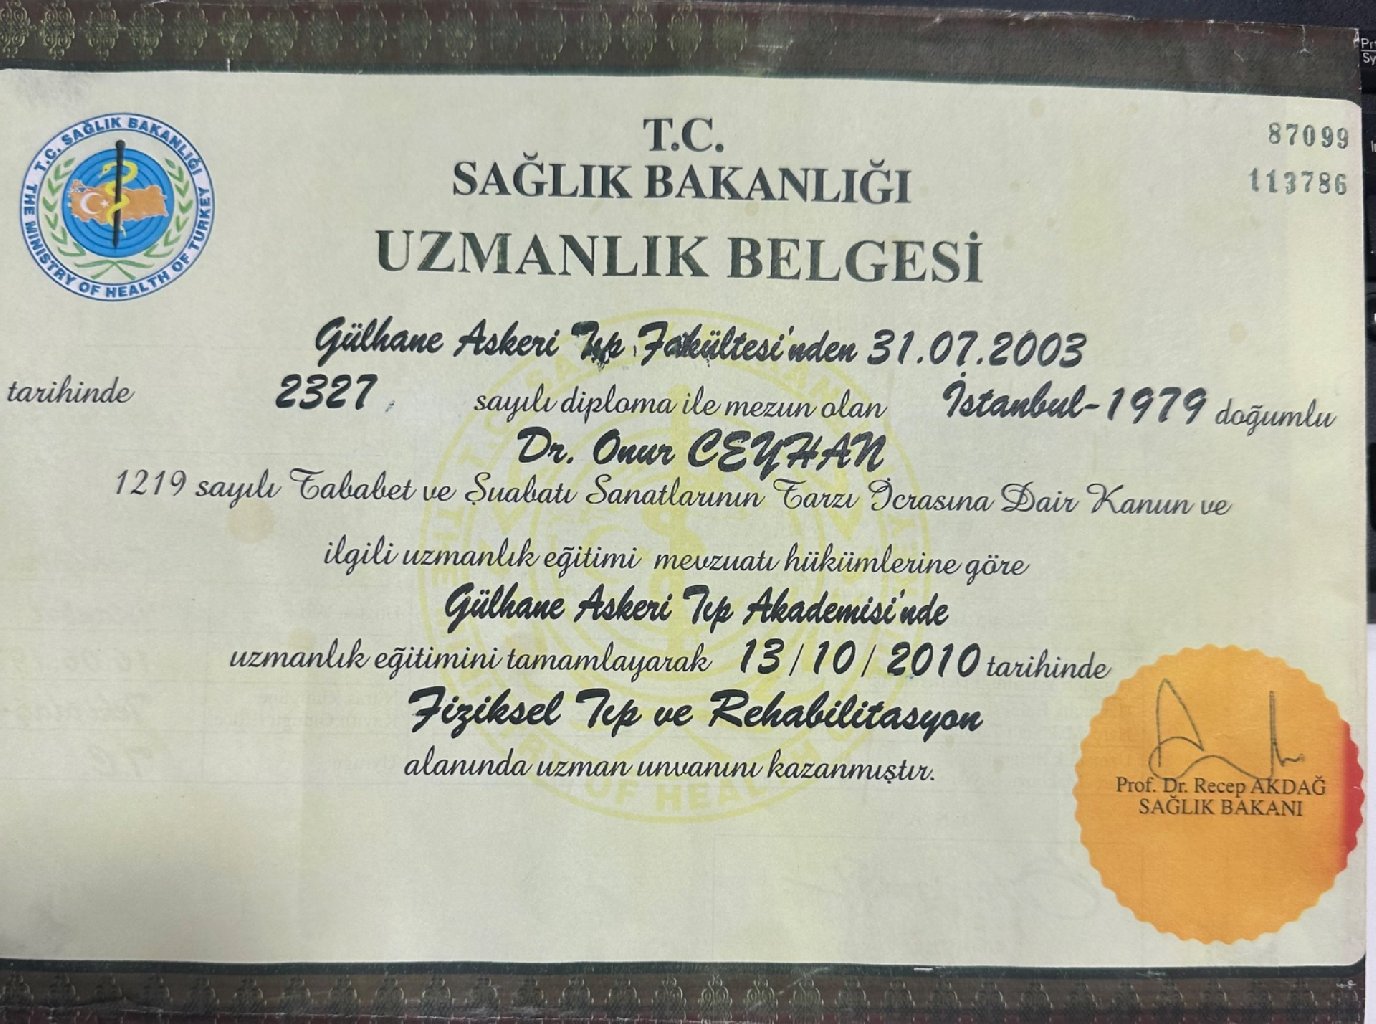 T.C. SAĞLIK BAKANLIĞI
THE MINISTRY OF HEALTH OF TURKEY
T.C.
SAĞLIK BAKANLIĞI
UZMANLIK BELGESİ
87099
113786
Gülhane Askeri Tıp Fakültesi'nden 31.07.2003
tarihinde 2327 sayılı diploma ile mezun olan İstanbul-1979 doğumlu
Dr. Onur CEYHAN
1219 sayılı Tababet ve Şuabatı Sanatlarının Tarzı İcrasına Dair Kanun ve
ilgili uzmanlık eğitimi mevzuatı hükümlerine göre
Gülhane Askeri Tıp Akademisi'nde
uzmanlık eğitimini tamamlayarak 13/10/2010 tarihinde
Fiziksel Tıp ve Rehabilitasyon
alanında uzman unvanını kazanmıştır.
Prof. Dr. Recep AKDAĞ
SAĞLIK BAKANI